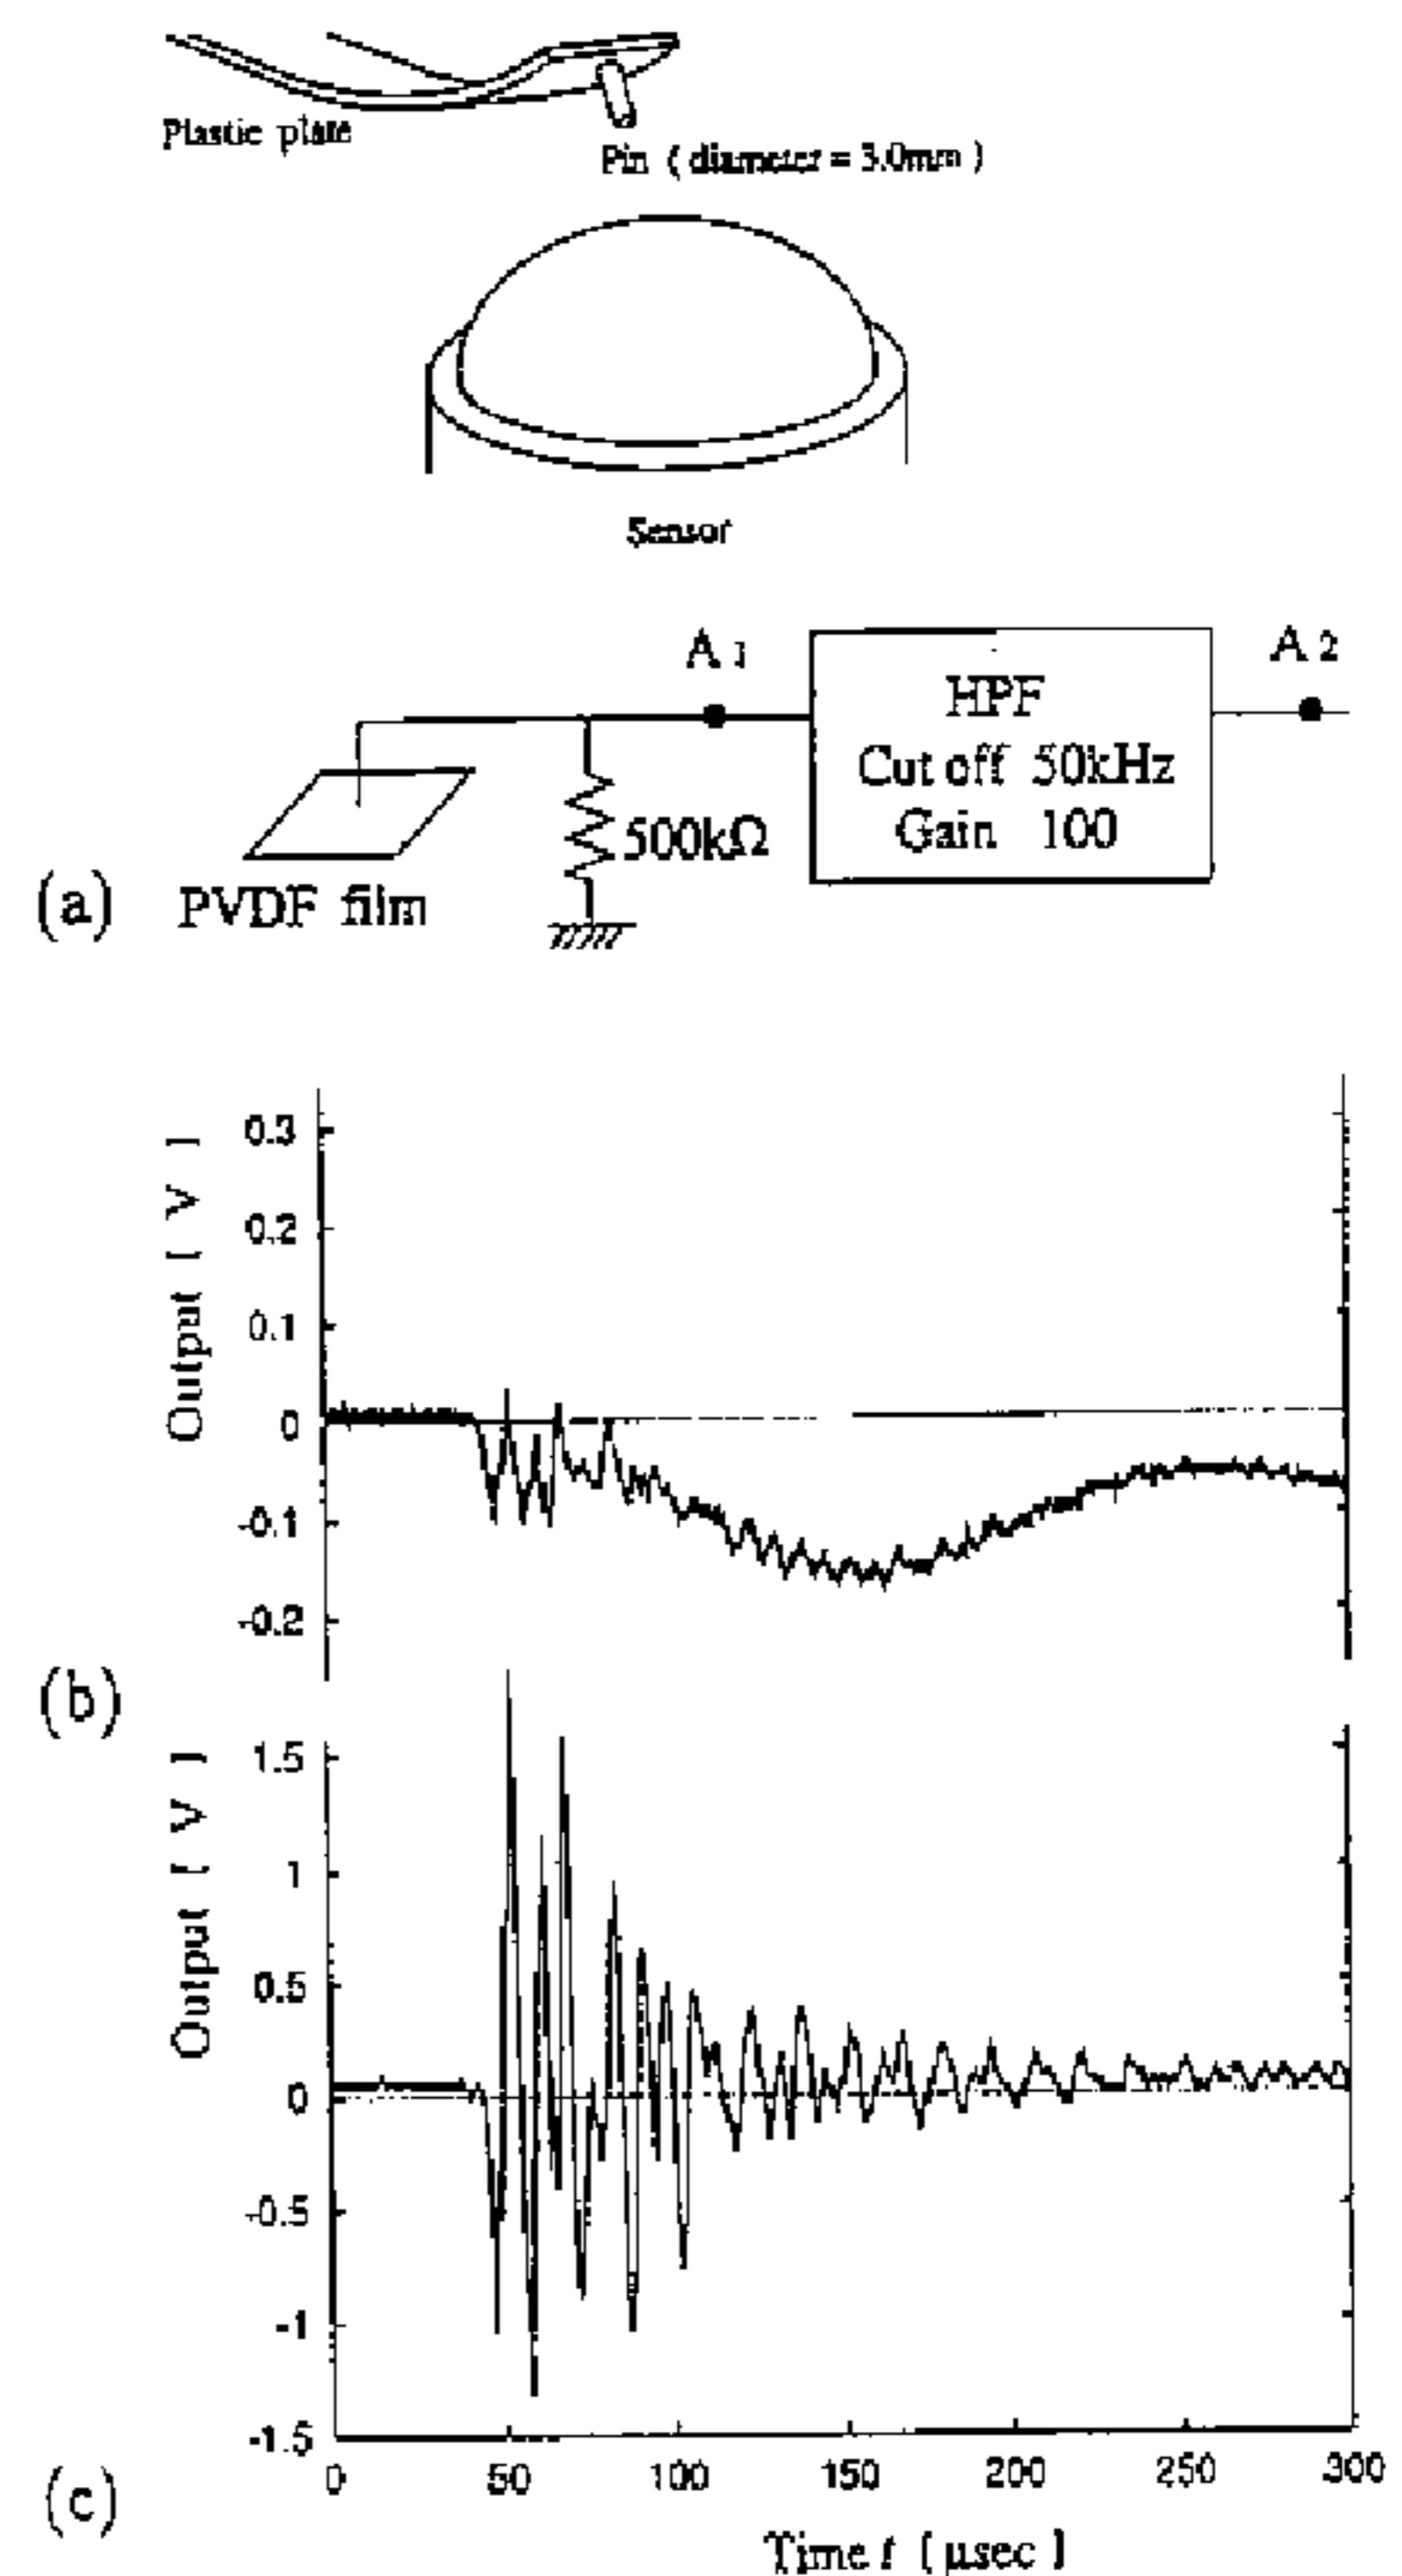 Plastic plate
Pin ( diameter = 3.0mm )
Sensor
A 1
A 2
HPF
Cut off 50kHz
Gain 100
500kΩ
(a) PVDF film
Output [ V ]
0.3
0.2
0.1
0
-0.1
-0.2
(b)
Output [ V ]
1.5
1
0.5
0
-0.5
-1
-1.5
0 50 100 150 200 250 300
(c)
Time t [ μsec ]